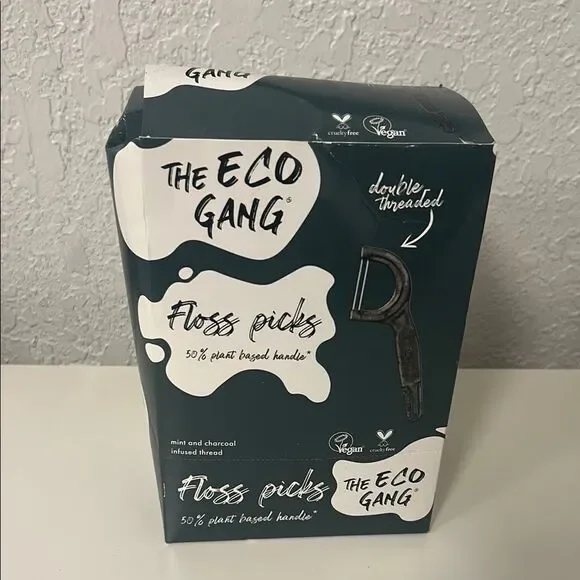 GANG
cruelty free
Vegan
THE ECO
GANG
double
threaded
Floss picks
50% plant based handle*
mint and charcoal
infused thread
Vegan
cruelty free
Floss picks
50% plant based handle*
THE ECO
GANG